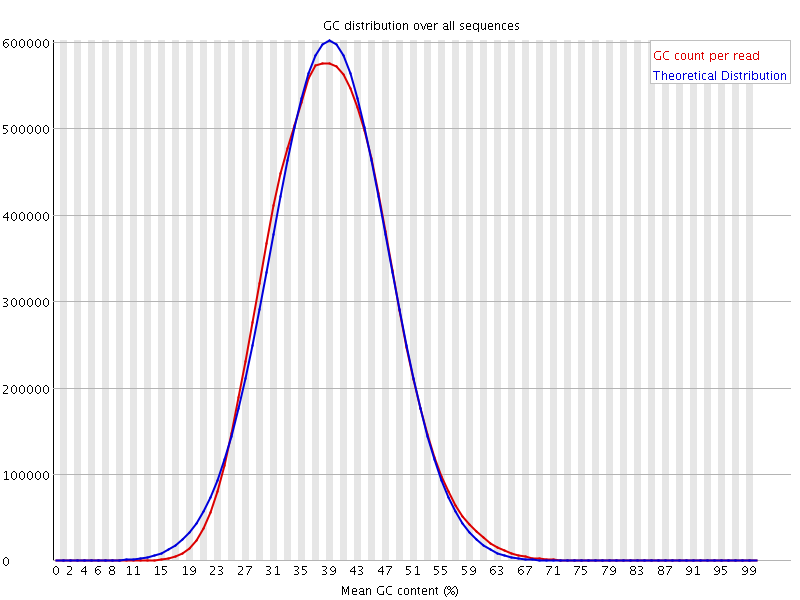 GC distribution over all sequences
GC count per read
Theoretical Distribution
600000
500000
400000
300000
200000
100000
0
0 2 4 6 8 11 15 19 23 27 31 35 39 43 47 51 55 59 63 67 71 75 79 83 87 91 95 99
Mean GC content (%)